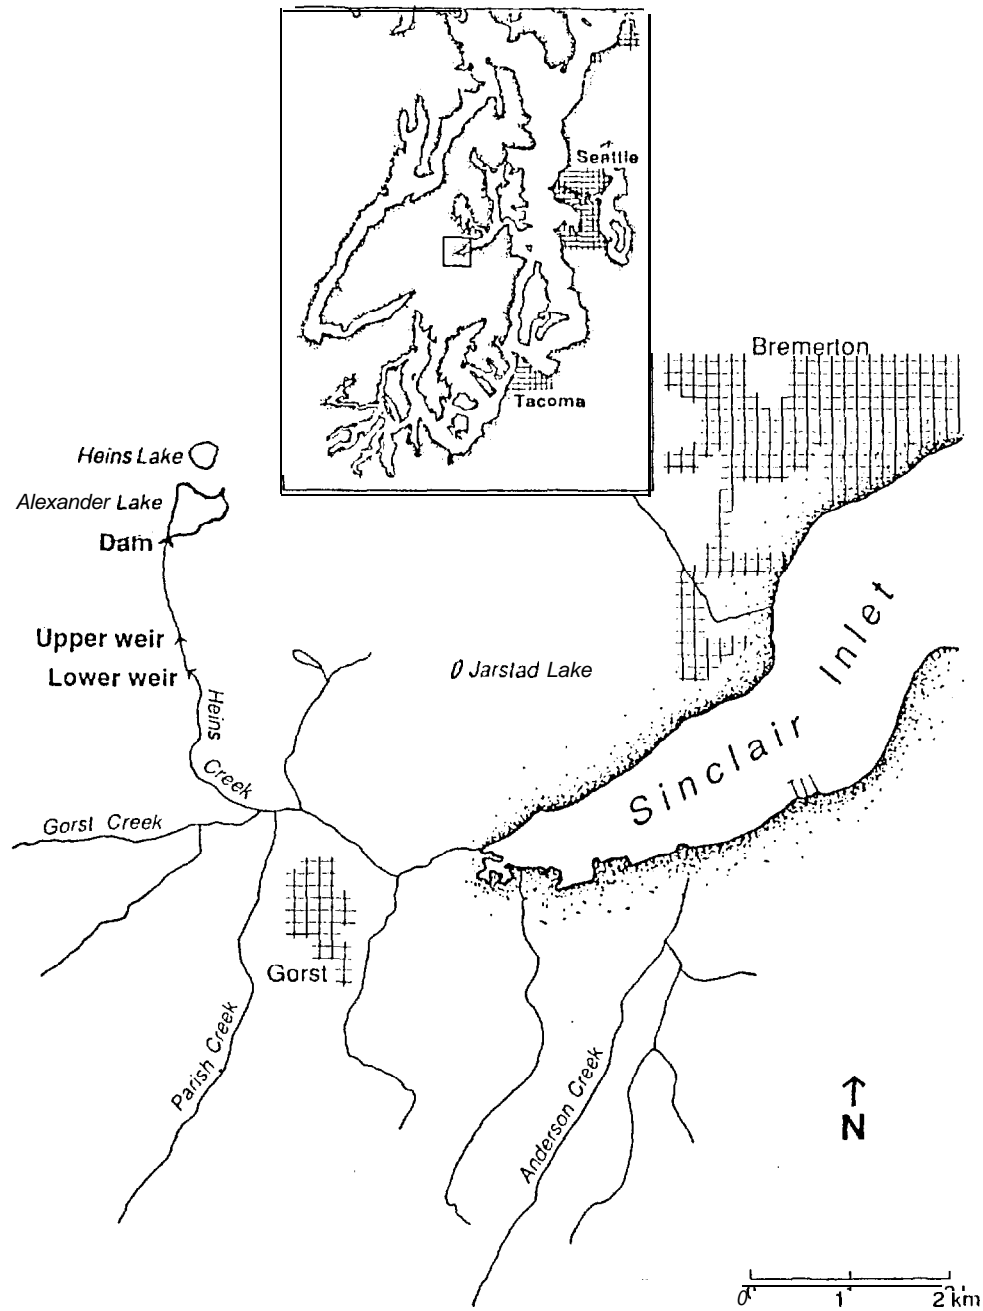 Seattle
Tacoma
Bremerton
Heins Lake
Alexander Lake
Dam
Upper weir
Lower weir
Jarstad Lake
Heins
Creek
Sinclair Inlet
Gorst Creek
Gorst
Parish Creek
Anderson Creek
N
0 1 2 km